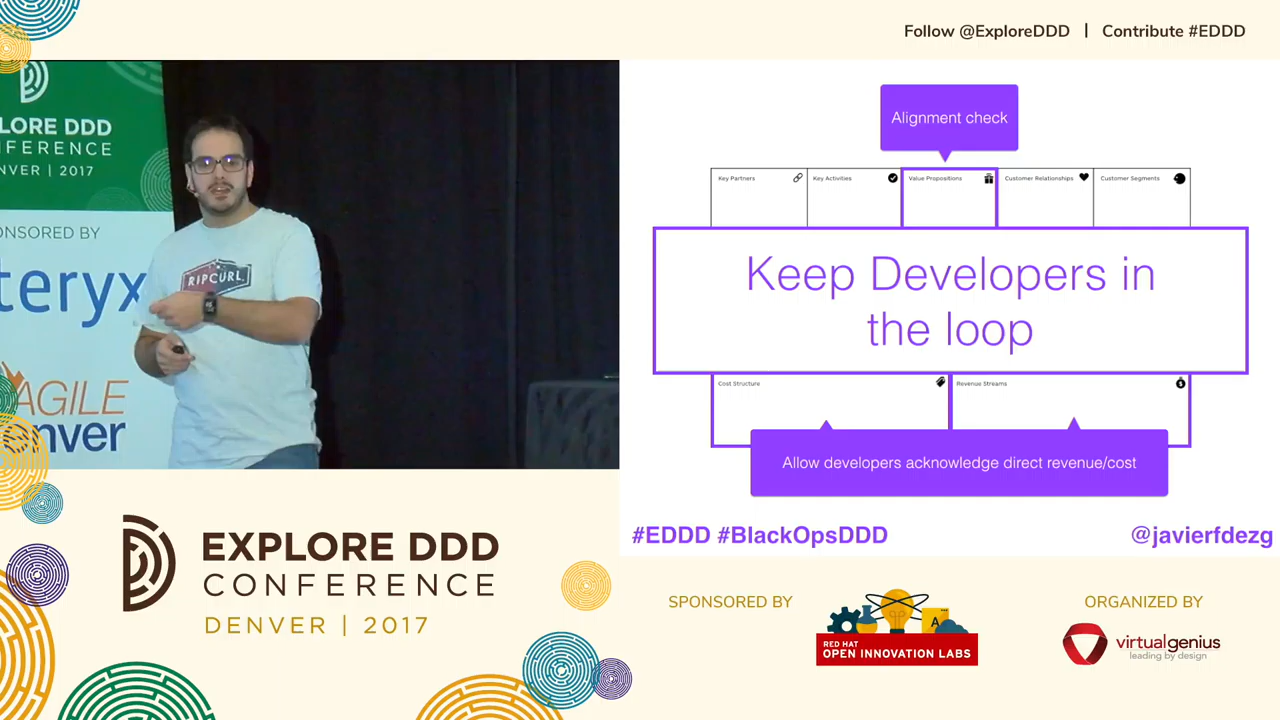 Follow @ExploreDDD | Contribute #EDDD
LORE DDD
NFERENCE
NVER | 2017
ONSORED BY
teryx
AGILE
enver
RIPCURL
Alignment check
Key Partners
Key Activities
Value Propositions
Customer Relationships
Customer Segments
Keep Developers in
the loop
Cost Structure
Revenue Streams
Allow developers acknowledge direct revenue/cost
#EDDD #BlackOpsDDD
@javierfdezg
EXPLORE DDD
CONFERENCE
DENVER | 2017
SPONSORED BY
RED HAT
OPEN INNOVATION LABS
ORGANIZED BY
virtualgenius
leading by design